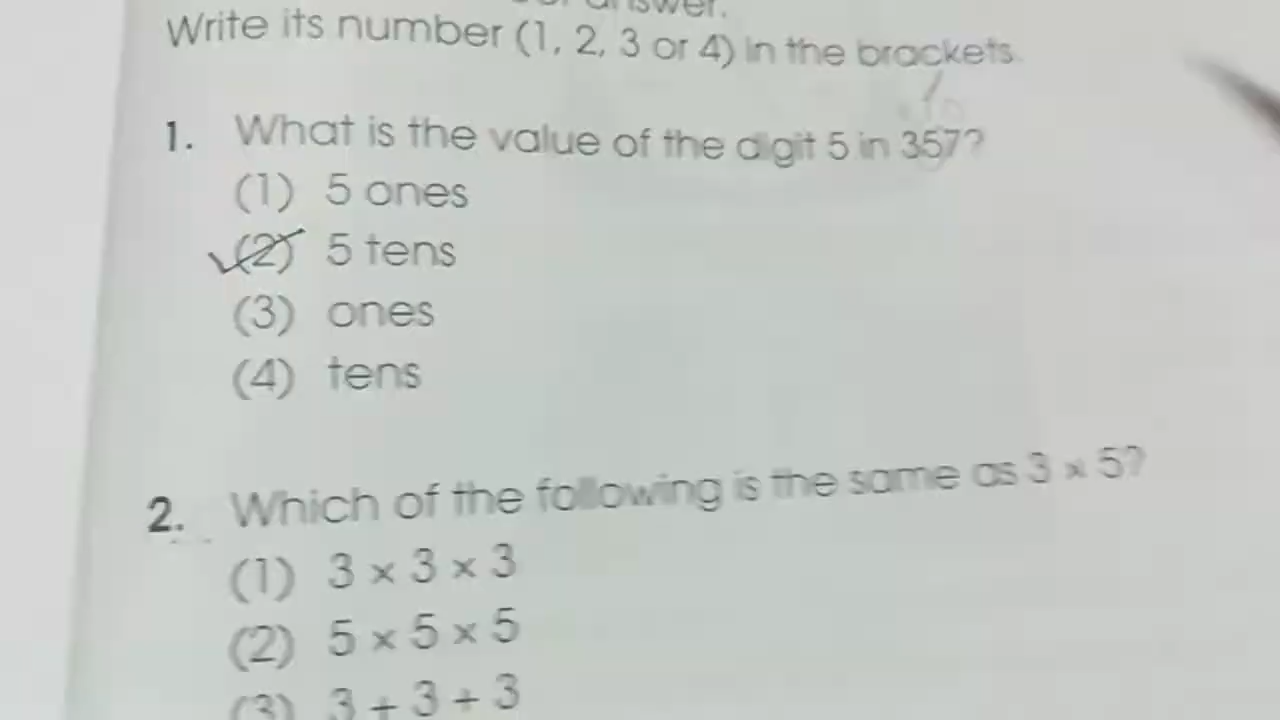 answer.
Write its number (1, 2, 3 or 4) in the brackets.
1. What is the value of the digit 5 in 357?
(1) 5 ones
(2) 5 tens
(3) ones
(4) tens
2. Which of the following is the same as 3 × 5?
(1) 3 × 3 × 3
(2) 5 × 5 × 5
(3) 3 + 3 + 3